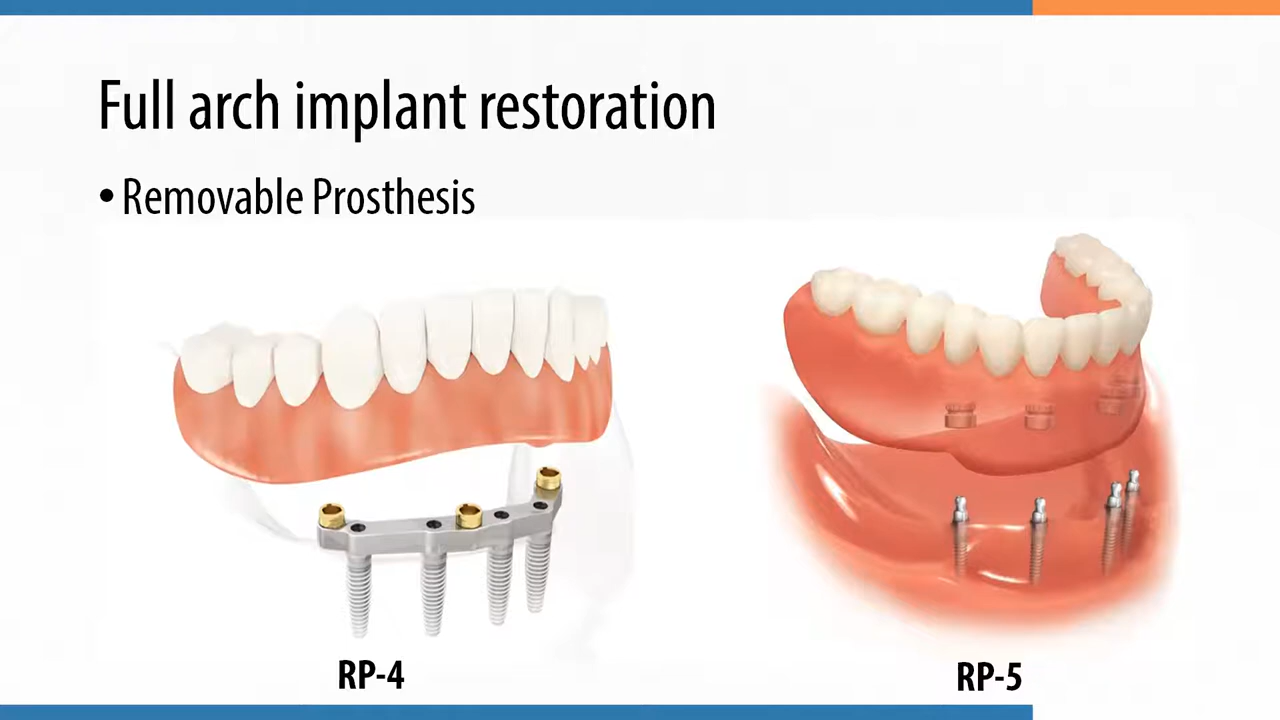 Full arch implant restoration
• Removable Prosthesis
RP-4
RP-5